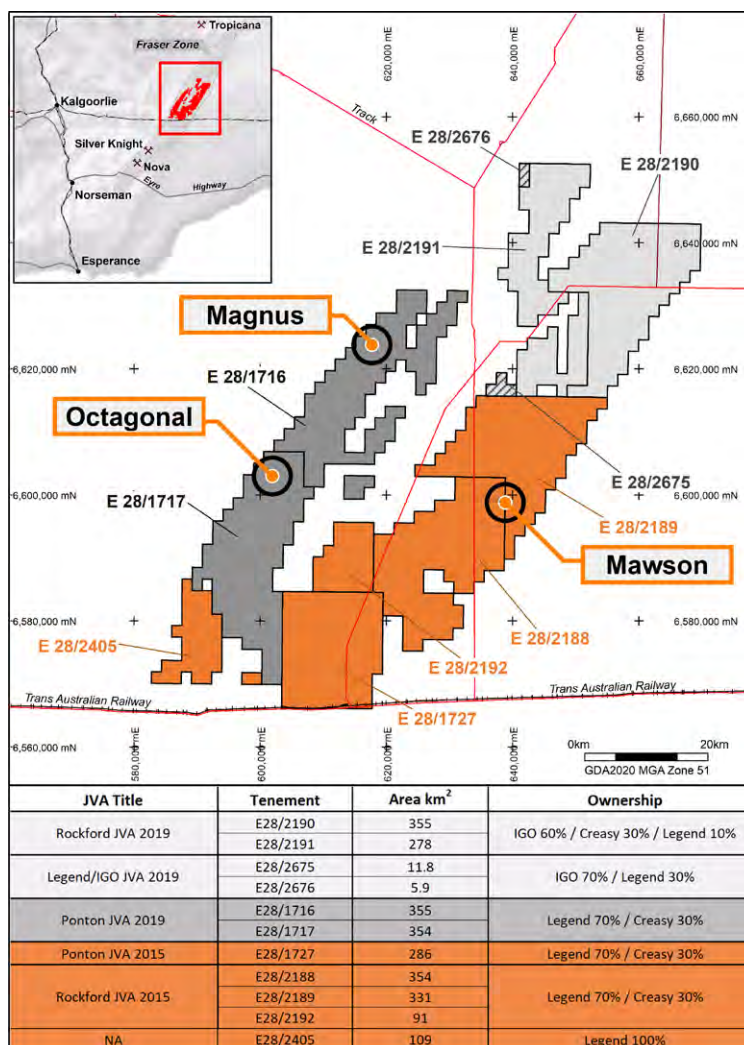 Tropicana
Fraser Zone
Kalgoorlie
Silver Knight
Nova
Eyre Highway
Norseman
Esperance
620,000 mE
640,000 mE
660,000 mE
Track
6,660,000 mN
E 28/2676
E 28/2190
6,640,000 mN
E 28/2191
Magnus
6,620,000 mN
6,620,000 mN
E 28/1716
Octagonal
E 28/2675
6,600,000 mN
6,600,000 mN
E 28/1717
E 28/2189
Mawson
6,580,000 mN
6,580,000 mN
E 28/2188
E 28/2405
E 28/2192
E 28/1727
Trans Australian Railway
Trans Australian Railway
6,560,000 mN
580,000 mE
600,000 mE
620,000 mE
640,000 mE
0km 20km
GDA2020 MGA Zone 51
JVA Title Tenement Area km² Ownership
Rockford JVA 2019 E28/2190 355 IGO 60% / Creasy 30% / Legend 10%
E28/2191 278
Legend/IGO JVA 2019 E28/2675 11.8 IGO 70% / Legend 30%
E28/2676 5.9
Ponton JVA 2019 E28/1716 355 Legend 70% / Creasy 30%
E28/1717 354
Ponton JVA 2015 E28/1727 286 Legend 70% / Creasy 30%
Rockford JVA 2015 E28/2188 354 Legend 70% / Creasy 30%
E28/2189 331
E28/2192 91
NA E28/2405 109 Legend 100%